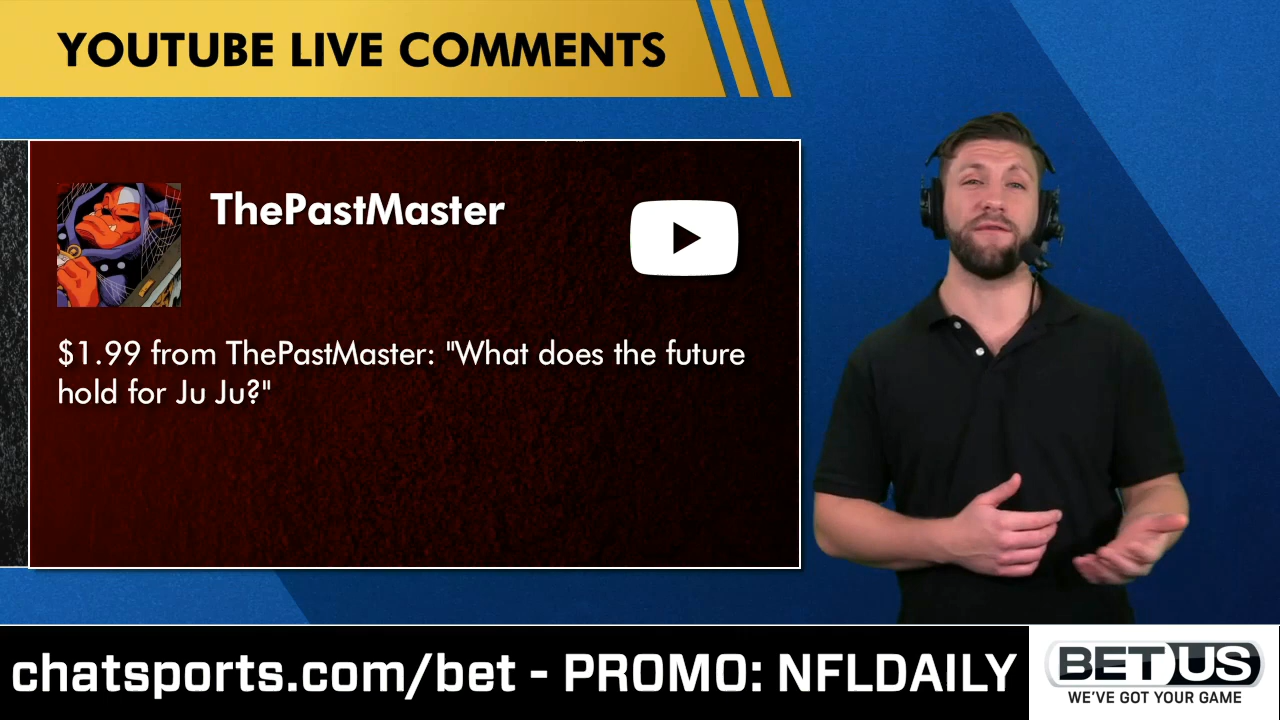 YOUTUBE LIVE COMMENTS
ThePastMaster
$1.99 from ThePastMaster: "What does the future
hold for Ju Ju?"
chatsports.com/bet - PROMO: NFLDAILY
BETUS
WE'VE GOT YOUR GAME